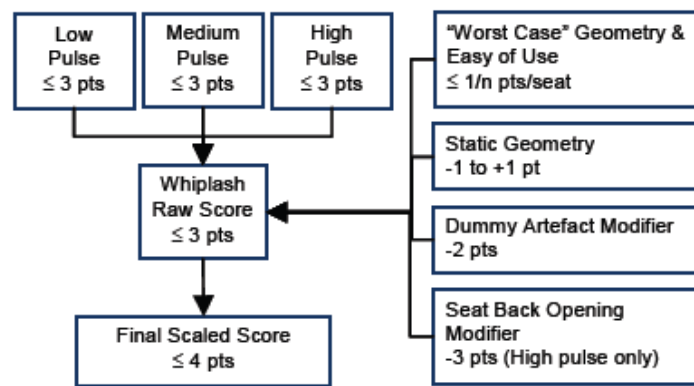 Low
Pulse
≤ 3 pts
Medium
Pulse
≤ 3 pts
High
Pulse
≤ 3 pts
Whiplash
Raw Score
≤ 3 pts
Final Scaled Score
≤ 4 pts
“Worst Case” Geometry &
Easy of Use
≤ 1/n pts/seat
Static Geometry
-1 to +1 pt
Dummy Artefact Modifier
-2 pts
Seat Back Opening
Modifier
-3 pts (High pulse only)